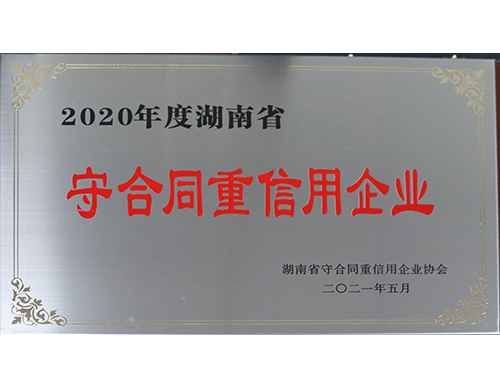 2020年度湖南省
守合同重信用企业
湖南省守合同重信用企业协会
二〇二一年五月